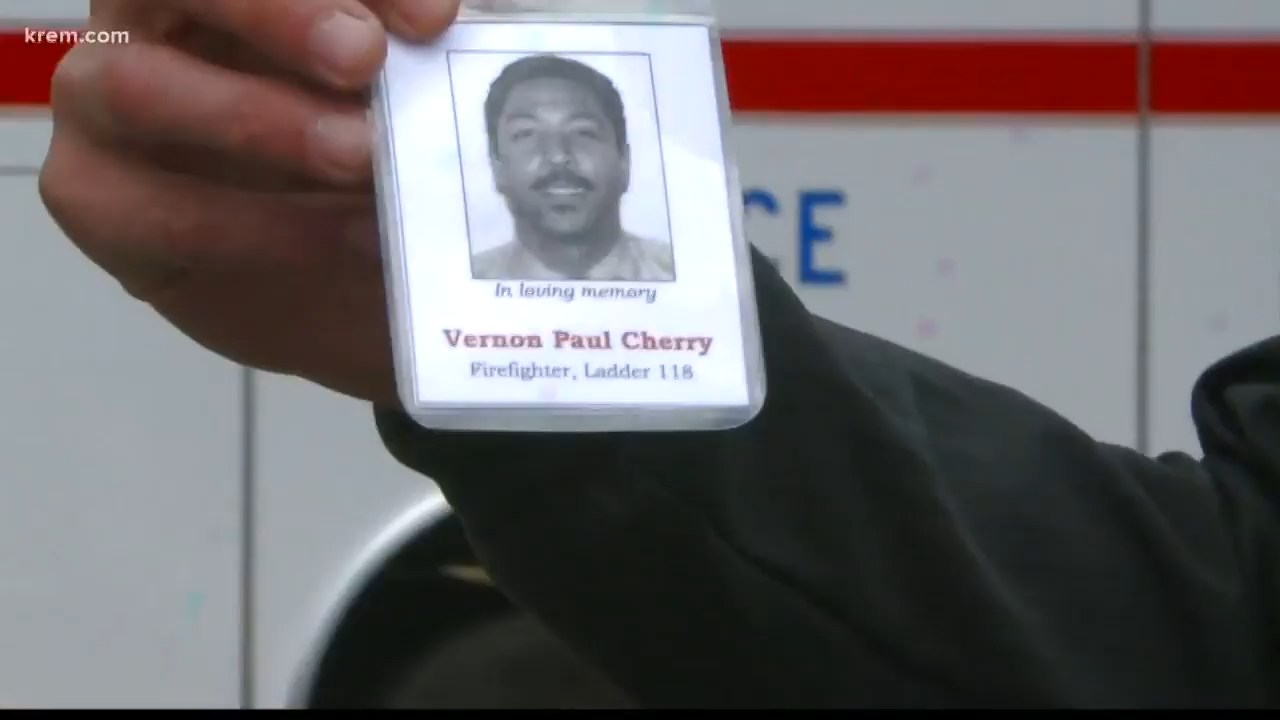 krem.com
CE
In loving memory
Vernon Paul Cherry
Firefighter, Ladder 118